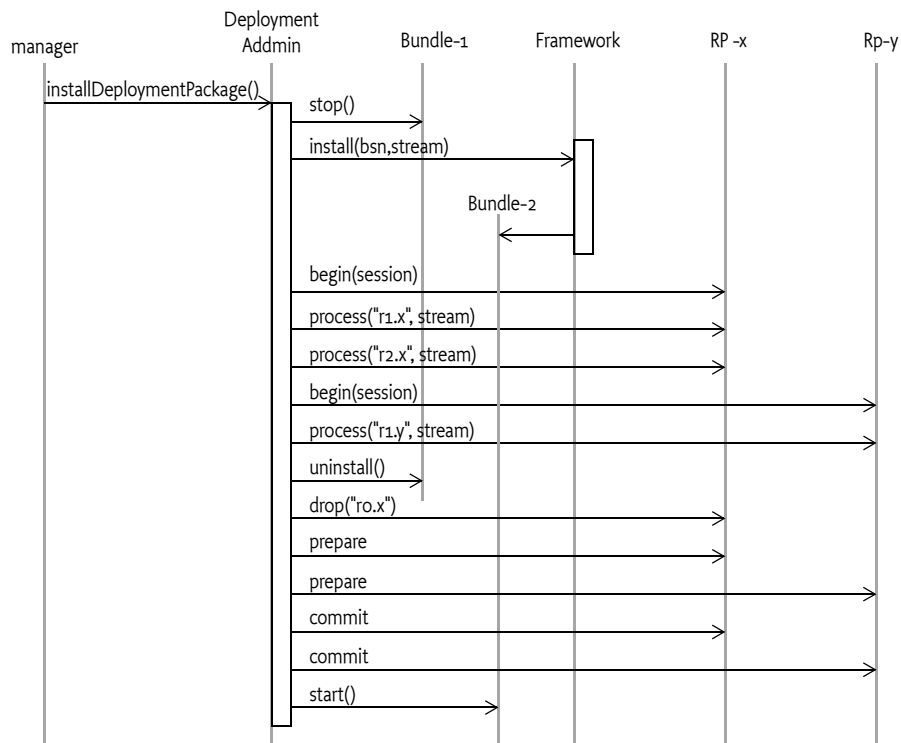 Deployment
manager Addmin Bundle-1 Framework RP -x Rp-y
installDeploymentPackage()
stop()
install(bsn,stream)
Bundle-2
begin(session)
process("r1.x", stream)
process("r2.x", stream)
begin(session)
process("r1.y", stream)
uninstall()
drop("r0.x")
prepare
prepare
commit
commit
start()